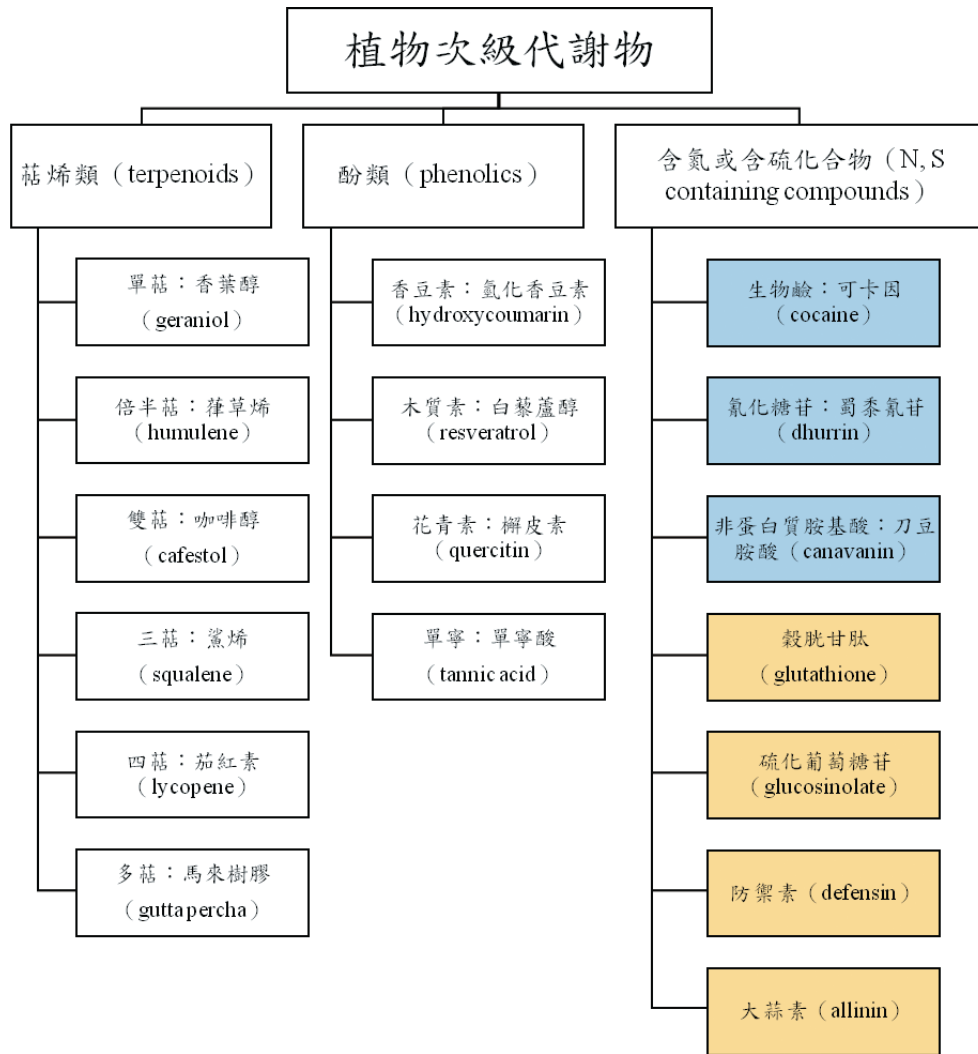 植物次級代謝物
萜烯類（terpenoids）
酚類（phenolics）
含氮或含硫化合物（N, S
containing compounds）
單萜：香葉醇
（geraniol）
倍半萜：葎草烯
（humulene）
雙萜：咖啡醇
（cafestol）
三萜：鯊烯
（squalene）
四萜：茄紅素
（lycopene）
多萜：馬來樹膠
（gutta percha）
香豆素：氫化香豆素
（hydroxycoumarin）
木質素：白藜蘆醇
（resveratrol）
花青素：槲皮素
（quercitin）
單寧：單寧酸
（tannic acid）
生物鹼：可卡因
（cocaine）
氰化糖苷：蜀黍氰苷
（dhurrin）
非蛋白質胺基酸：刀豆
胺酸（canavanin）
穀胱甘肽
（glutathione）
硫化葡萄糖苷
（glucosinolate）
防禦素（defensin）
大蒜素（allinin）